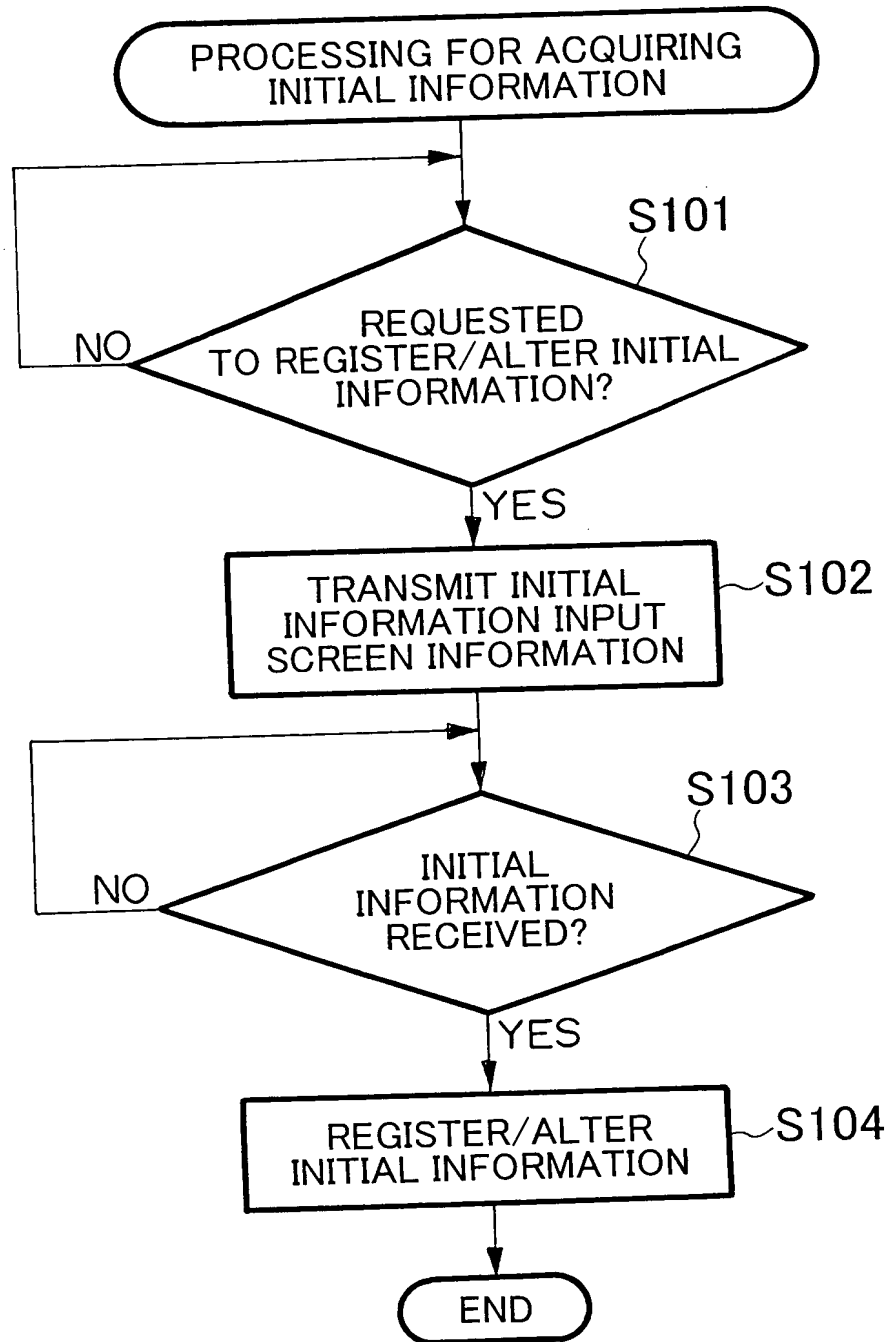 PROCESSING FOR ACQUIRING
INITIAL INFORMATION
S101
REQUESTED
TO REGISTER/ALTER INITIAL
INFORMATION?
NO
YES
S102
TRANSMIT INITIAL
INFORMATION INPUT
SCREEN INFORMATION
S103
INITIAL
INFORMATION
RECEIVED?
NO
YES
S104
REGISTER/ALTER
INITIAL INFORMATION
END